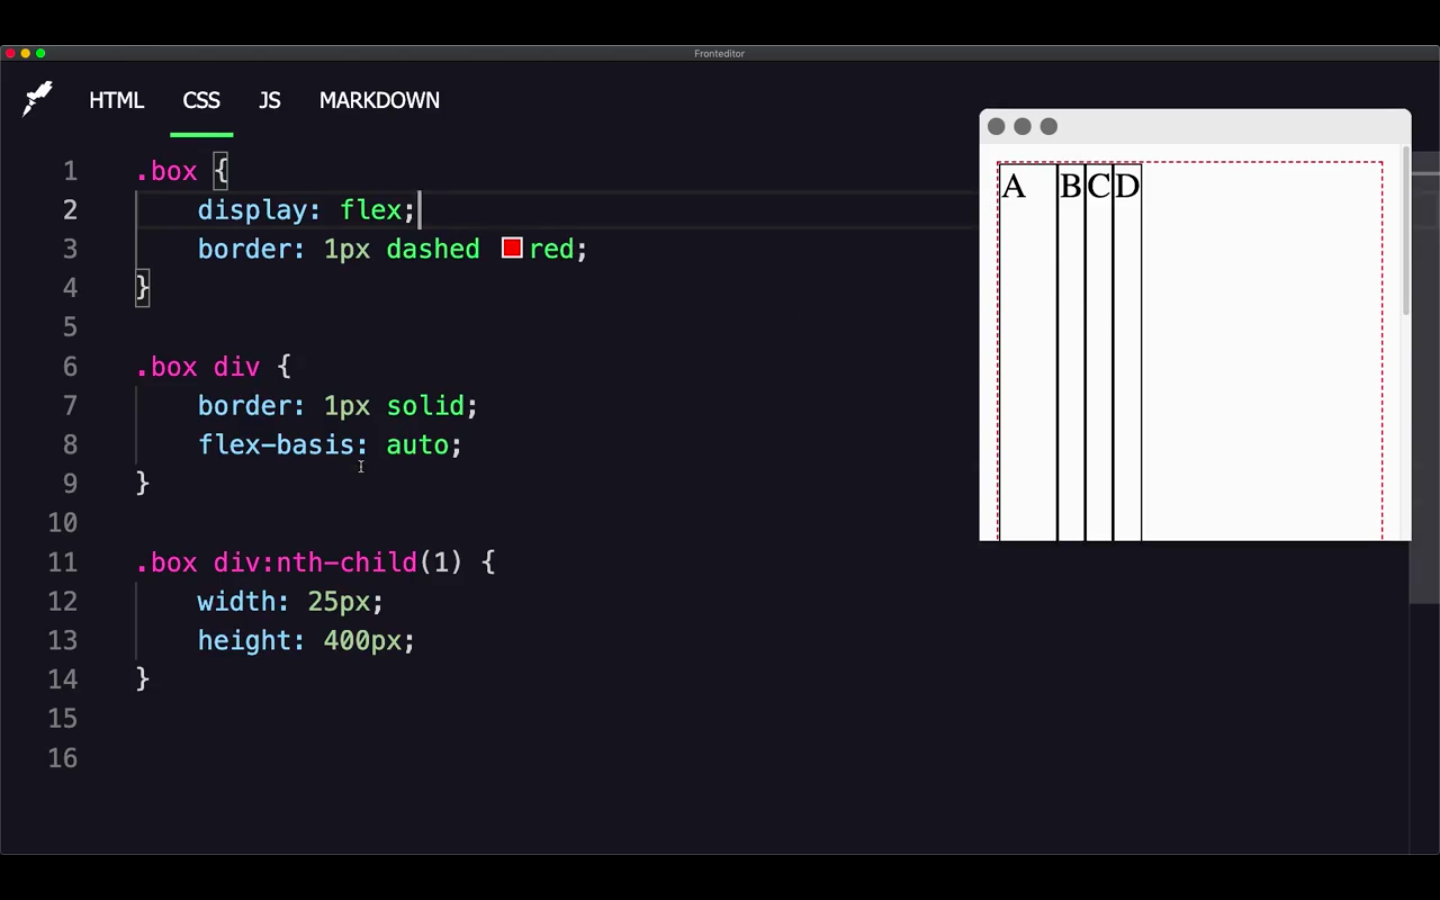 Fronteditor
HTML CSS JS MARKDOWN
1 .box {
2 display: flex;
3 border: 1px dashed red;
4 }
5
6 .box div {
7 border: 1px solid;
8 flex-basis: auto;
9 }
10
11 .box div:nth-child(1) {
12 width: 25px;
13 height: 400px;
14 }
15
16
A B C D